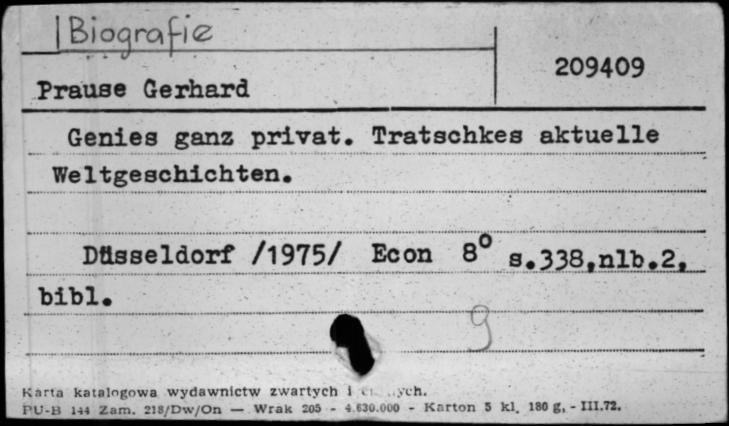 Biografie
209409
Prause Gerhard
Genies ganz privat. Tratschkes aktuelle
Weltgeschichten.
Düsseldorf /1975/ Econ 8° s.338,nlb.2,
bibl.
g
Karta katalogowa wydawnictw zwartych i
PU-B 144 Zam. 218/Dw/On — Wrak 205 - 4.630.000 - Karton 5 kl. 180 g. - III.72.